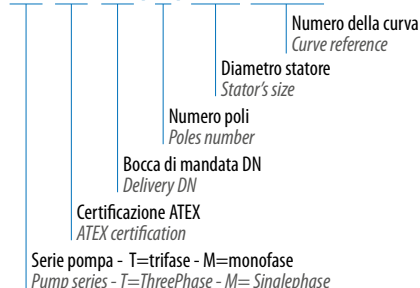 Numero della curva
Curve reference
Diametro statore
Stator's size
Numero poli
Poles number
Bocca di mandata DN
Delivery DN
Certificazione ATEX
ATEX certification
Serie pompa - T=trifase - M=monofase
Pump series - T=ThreePhase - M= Singlephase